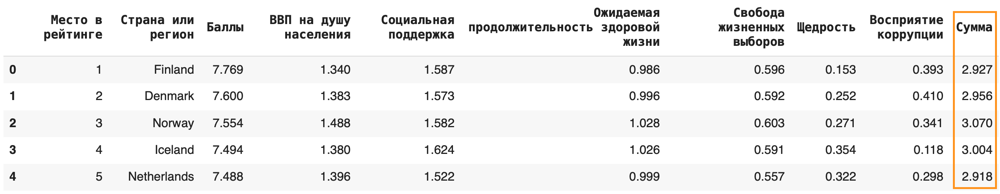 Место в рейтинге Страна или регион Баллы ВВП на душу населения Социальная поддержка Ожидаемая продолжительность здоровой жизни Свобода жизненных выборов Щедрость Восприятие коррупции Сумма
0 1 Finland 7.769 1.340 1.587 0.986 0.596 0.153 0.393 2.927
1 2 Denmark 7.600 1.383 1.573 0.996 0.592 0.252 0.410 2.956
2 3 Norway 7.554 1.488 1.582 1.028 0.603 0.271 0.341 3.070
3 4 Iceland 7.494 1.380 1.624 1.026 0.591 0.354 0.118 3.004
4 5 Netherlands 7.488 1.396 1.522 0.999 0.557 0.322 0.298 2.918